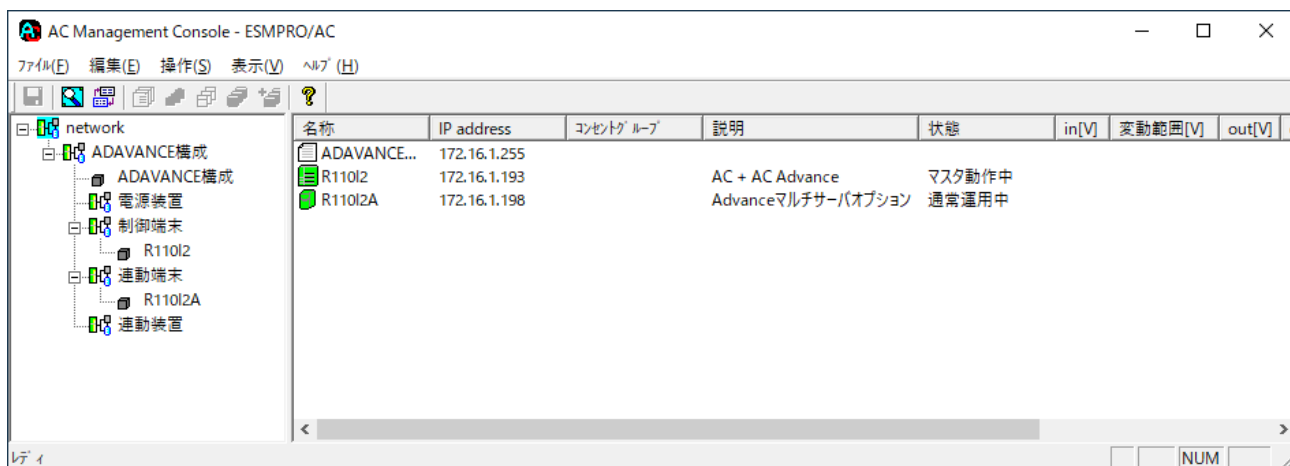 AC Management Console - ESMPRO/AC
ﾌｧｲﾙ(F) 編集(E) 操作(S) 表示(V) ﾍﾙﾌﾟ(H)
network
ADAVANCE構成
ADAVANCE構成
電源装置
制御端末
R110I2
連動端末
R110I2A
連動装置
名称 IP address ｺﾝｾﾝﾄｸﾞﾙｰﾌﾟ 説明 状態 in[V] 変動範囲[V] out[V]
ADAVANCE... 172.16.1.255
R110I2 172.16.1.193 AC + AC Advance マスタ動作中
R110I2A 172.16.1.198 Advanceマルチサーバオプション 通常運用中
ﾚﾃﾞｨ NUM